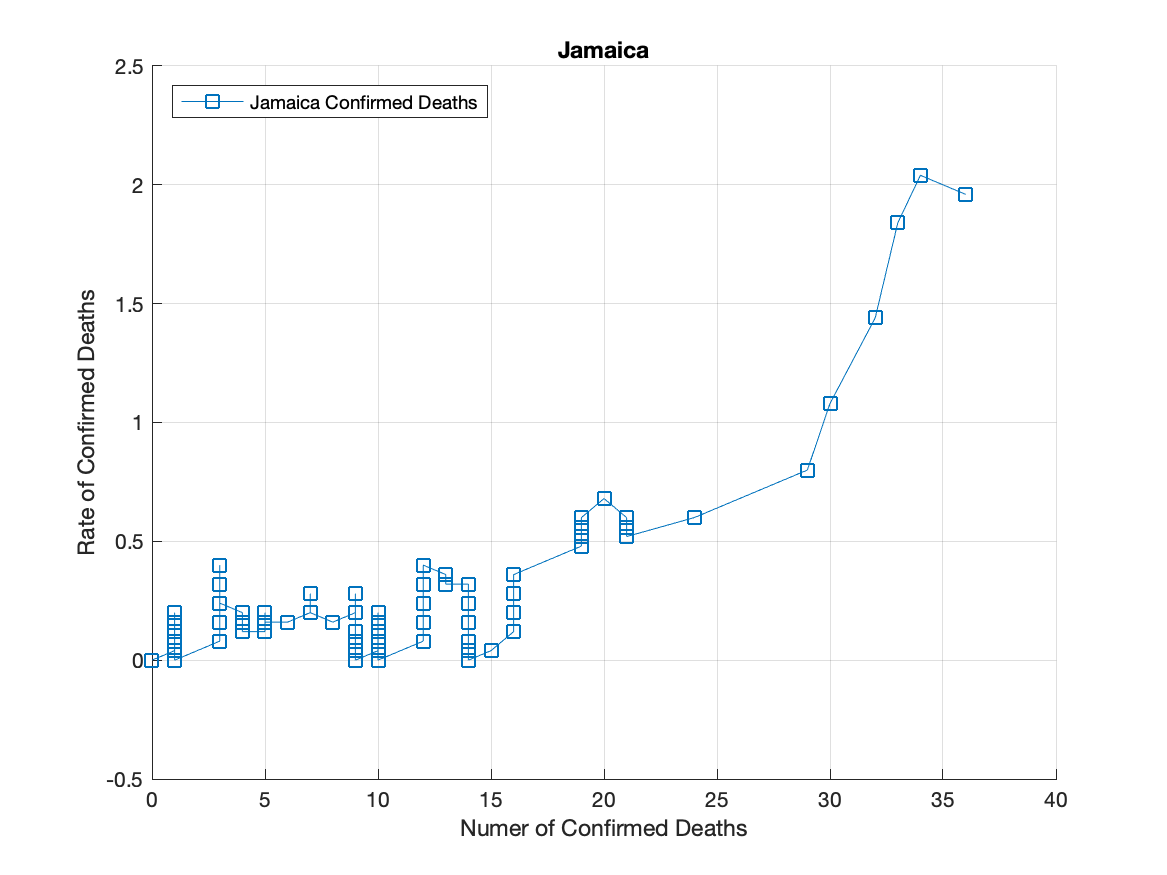 Jamaica
Jamaica Confirmed Deaths
2.5
2
1.5
1
0.5
0
-0.5
Rate of Confirmed Deaths
0 5 10 15 20 25 30 35 40
Numer of Confirmed Deaths